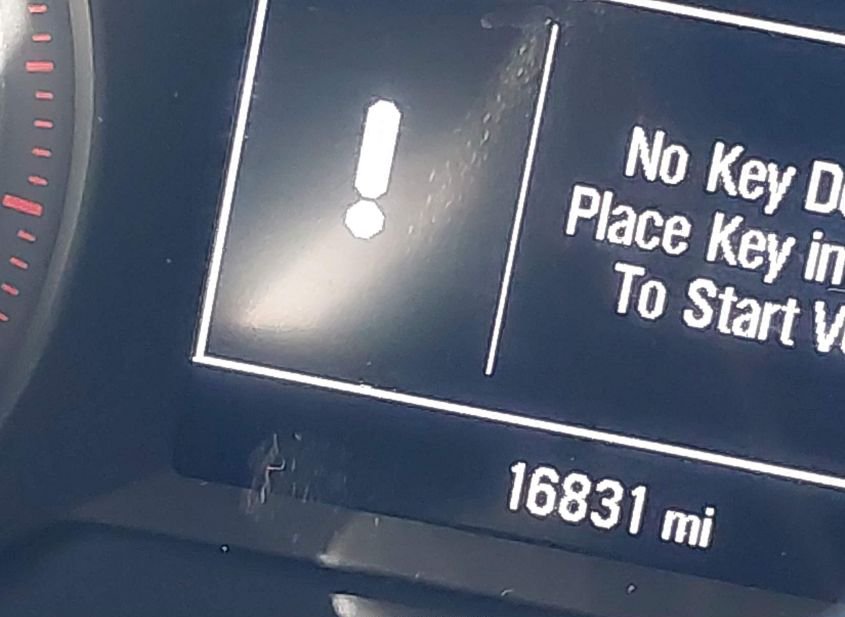 !
No Key
Place Key in
To Start
16831 mi